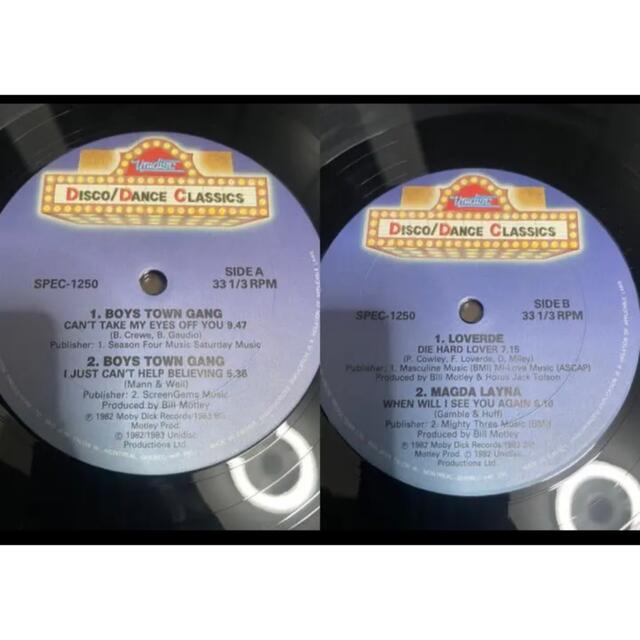 Unidisc
DISCO/DANCE CLASSICS
SPEC-1250
SIDE A
33 1/3 RPM
1. BOYS TOWN GANG
CAN'T TAKE MY EYES OFF YOU 9.47
(B. Crewe, B. Gaudio)
Publisher: 1. Season Four Music Saturday Music
2. BOYS TOWN GANG
I JUST CAN'T HELP BELIEVING 5.36
(Mann & Weil)
Publisher: 2. ScreenGems Music
Produced by Bill Motley
℗ 1982 Moby Dick Records/1983 Bill
Motley Prod.
© 1982/1983 Unidisc
Productions Ltd.
Unidisc
DISCO/DANCE CLASSICS
SPEC-1250
SIDE B
33 1/3 RPM
1. LOVERDE
DIE HARD LOVER 7,15
(P. Cowley, F. Loverde, D. Miley)
Publisher: 1. Masculine Music (BMI) Mi-Love Music (ASCAP)
Produced by Bill Motley & Horus Jack Tolson
2. MAGDA LAYNA
WHEN WILL I SEE YOU AGAIN 6.10
(Gamble & Huff)
Publisher: 2. Mighty Three Music (BMI)
Produced by Bill Motley
℗ 1982 Moby Dick Records/1983 Bill
Motley Prod.
© 1982 Unidisc
Productions Ltd.